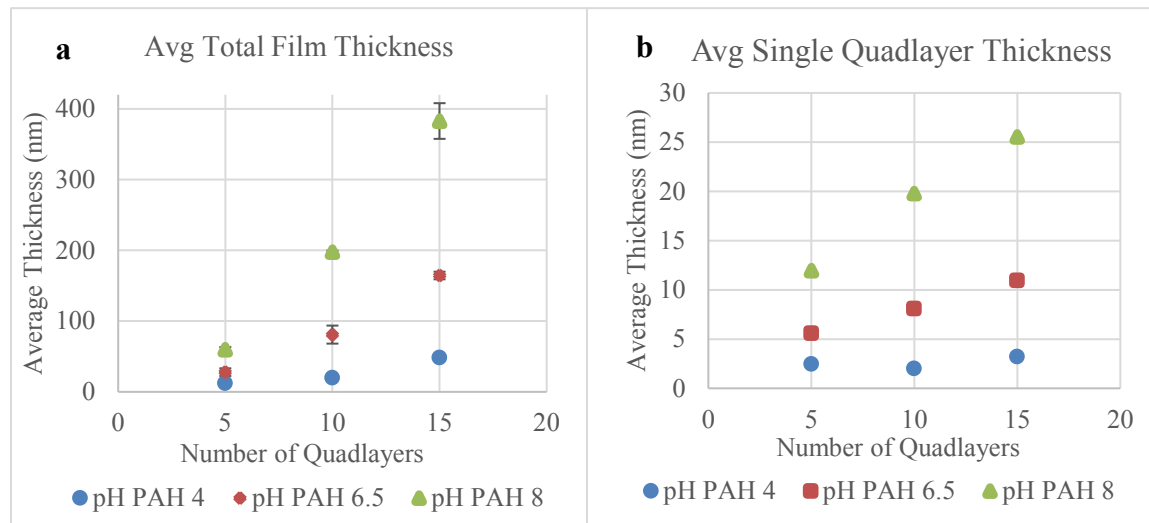 a
Avg Total Film Thickness
Average Thickness (nm)
400
300
200
100
0
0 5 10 15 20
Number of Quadlayers
pH PAH 4 pH PAH 6.5 pH PAH 8
b
Avg Single Quadlayer Thickness
Average Thickness (nm)
30
25
20
15
10
5
0
0 5 10 15 20
Number of Quadlayers
pH PAH 4 pH PAH 6.5 pH PAH 8